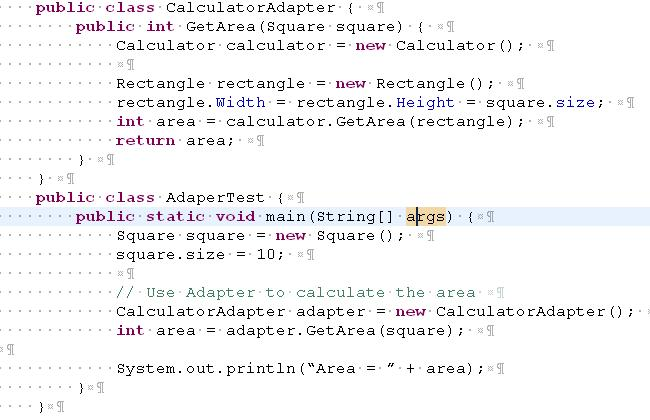 public class CalculatorAdapter {
public int GetArea(Square square) {
Calculator calculator = new Calculator();
Rectangle rectangle = new Rectangle();
rectangle.Width = rectangle.Height = square.size;
int area = calculator.GetArea(rectangle);
return area;
}
}
public class AdaperTest {
public static void main(String[] args) {
Square square = new Square();
square.size = 10;
// Use Adapter to calculate the area
CalculatorAdapter adapter = new CalculatorAdapter();
int area = adapter.GetArea(square);
System.out.println(“Area = ” + area);
}
}